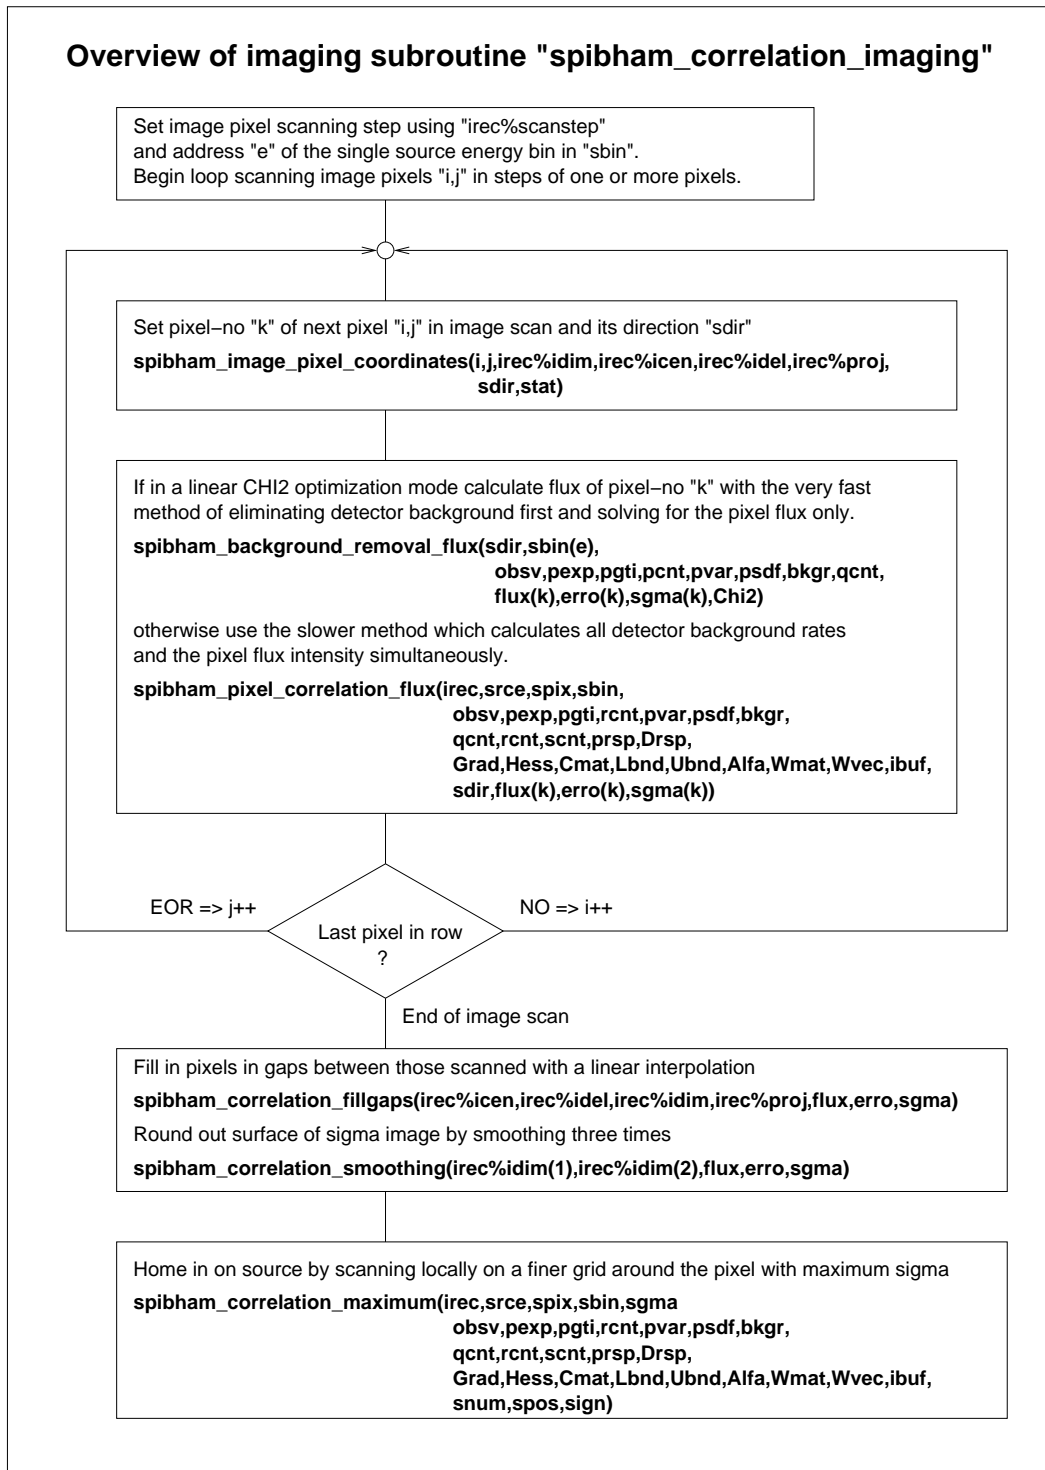 Overview of imaging subroutine "spibham_correlation_imaging"
Set image pixel scanning step using "irec%scanstep"
and address "e" of the single source energy bin in "sbin".
Begin loop scanning image pixels "i,j" in steps of one or more pixels.
Set pixel−no "k" of next pixel "i,j" in image scan and its direction "sdir"
spibham_image_pixel_coordinates(i,j,irec%idim,irec%icen,irec%idel,irec%proj,
sdir,stat)
If in a linear CHI2 optimization mode calculate flux of pixel−no "k" with the very fast
method of eliminating detector background first and solving for the pixel flux only.
spibham_background_removal_flux(sdir,sbin(e),
obsv,pexp,pgti,pcnt,pvar,psdf,bkgr,qcnt,
flux(k),erro(k),sgma(k),Chi2)
otherwise use the slower method which calculates all detector background rates
and the pixel flux intensity simultaneously.
spibham_pixel_correlation_flux(irec,srce,spix,sbin,
obsv,pexp,pgti,rcnt,pvar,psdf,bkgr,
qcnt,rcnt,scnt,prsp,Drsp,
Grad,Hess,Cmat,Lbnd,Ubnd,Alfa,Wmat,Wvec,ibuf,
sdir,flux(k),erro(k),sgma(k))
EOR => j++
NO => i++
Last pixel in row
?
End of image scan
Fill in pixels in gaps between those scanned with a linear interpolation
spibham_correlation_fillgaps(irec%icen,irec%idel,irec%idim,irec%proj,flux,erro,sgma)
Round out surface of sigma image by smoothing three times
spibham_correlation_smoothing(irec%idim(1),irec%idim(2),flux,erro,sgma)
Home in on source by scanning locally on a finer grid around the pixel with maximum sigma
spibham_correlation_maximum(irec,srce,spix,sbin,sgma
obsv,pexp,pgti,rcnt,pvar,psdf,bkgr,
qcnt,rcnt,scnt,prsp,Drsp,
Grad,Hess,Cmat,Lbnd,Ubnd,Alfa,Wmat,Wvec,ibuf,
snum,spos,sign)